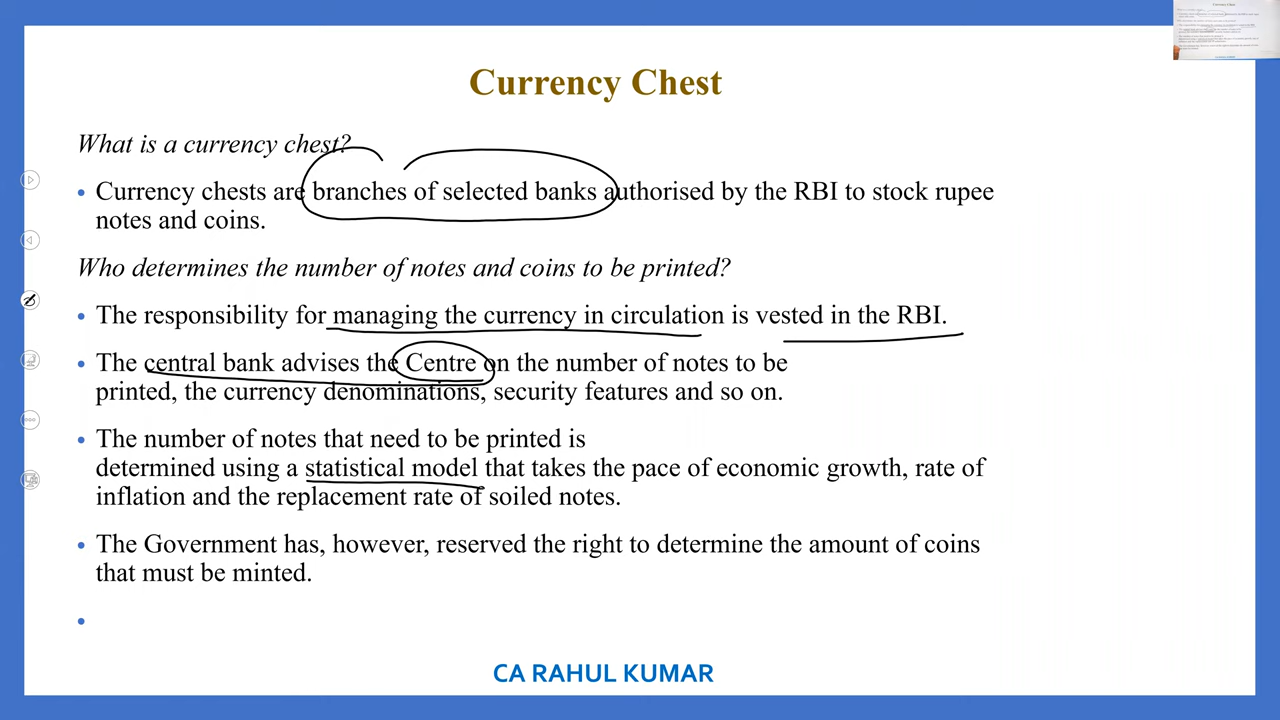 Currency Chest
What is a currency chest?
• Currency chests are branches of selected banks authorised by the RBI to stock rupee
notes and coins.
Who determines the number of notes and coins to be printed?
• The responsibility for managing the currency in circulation is vested in the RBI.
• The central bank advises the Centre on the number of notes to be
printed, the currency denominations, security features and so on.
• The number of notes that need to be printed is
determined using a statistical model that takes the pace of economic growth, rate of
inflation and the replacement rate of soiled notes.
• The Government has, however, reserved the right to determine the amount of coins
that must be minted.
•
CA RAHUL KUMAR